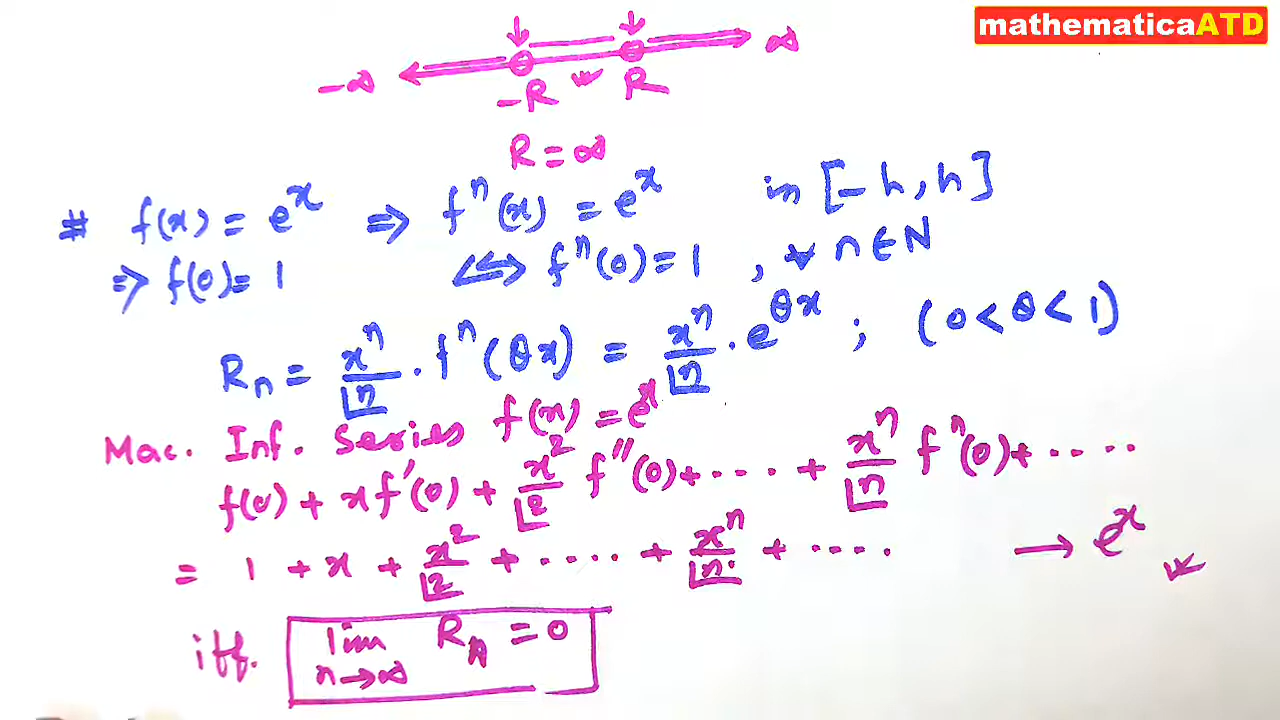 mathematicaATD
-∞ -R R ∞
R = ∞
# f(x) = e^x ⇒ f^n(x) = e^x in [-h, h]
⇒ f(0) = 1 ⇔ f^n(0) = 1 , ∀ n ∈ N
R_n = x^n/|n · f^n(θx) = x^n/|n · e^θx ; (0 < θ < 1)
Mac. Inf. Series f(x) = e^x
f(0) + x f'(0) + x^2/|2 f''(0) + .... + x^n/|n f^n(0) + .....
= 1 + x + x^2/|2 + ..... + x^n/|n + ..... → e^x
iff. lim n→∞ R_n = 0